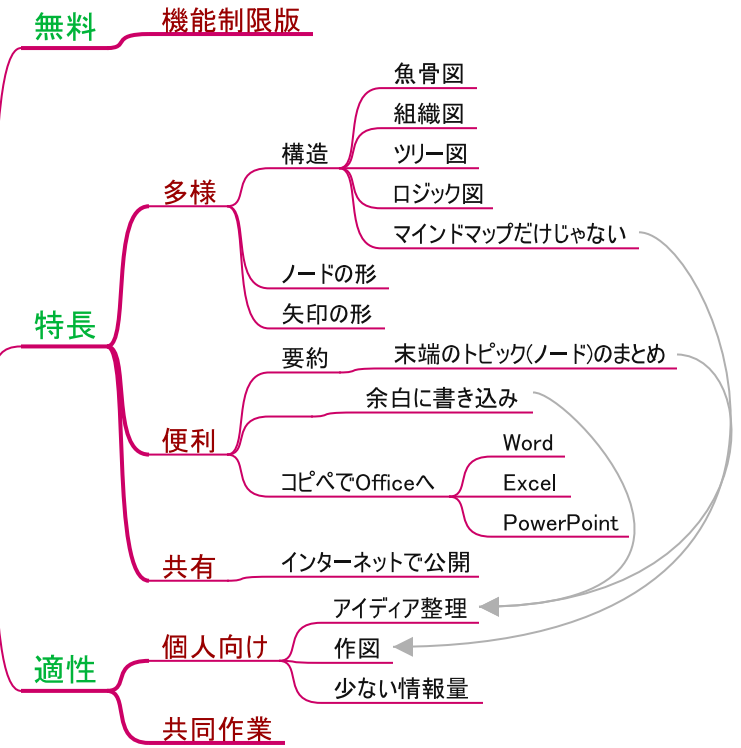 無料
機能制限版
特長
多様
構造
魚骨図
組織図
ツリー図
ロジック図
マインドマップだけじゃない
ノードの形
矢印の形
便利
要約
末端のトピック(ノード)のまとめ
余白に書き込み
コピペでOfficeへ
Word
Excel
PowerPoint
共有
インターネットで公開
適性
個人向け
アイディア整理
作図
少ない情報量
共同作業